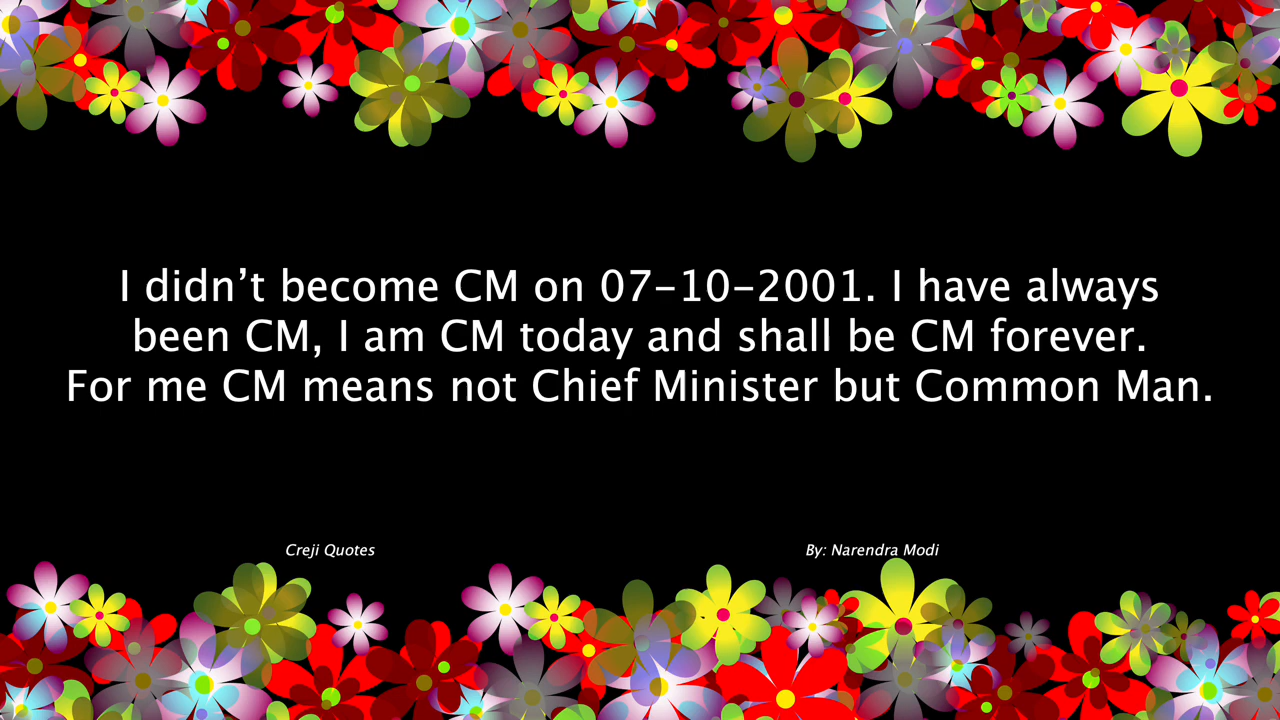 I didn’t become CM on 07-10-2001. I have always
been CM, I am CM today and shall be CM forever.
For me CM means not Chief Minister but Common Man.
Creji Quotes
By: Narendra Modi